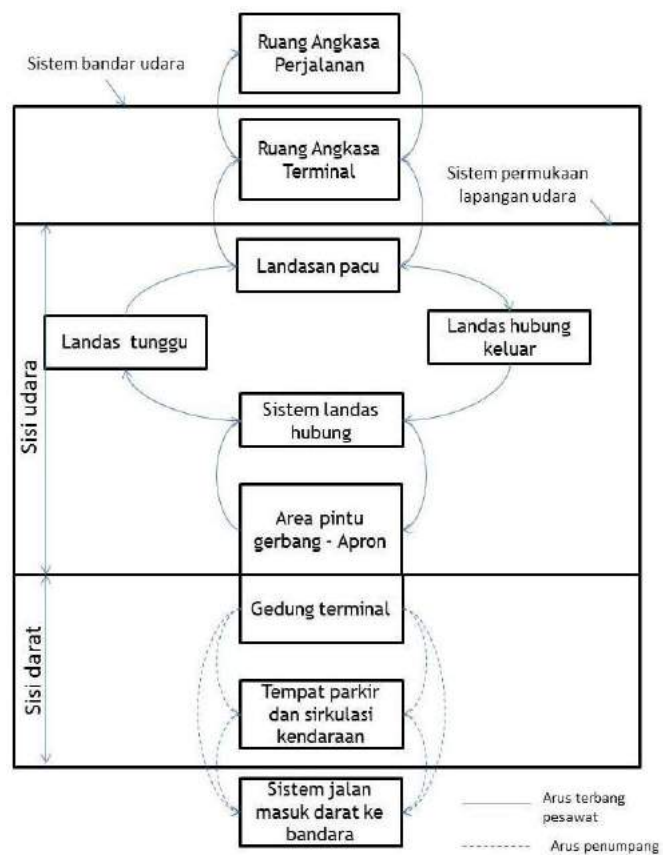 Ruang Angkasa
Perjalanan
Sistem bandar udara
Ruang Angkasa
Terminal
Sistem permukaan
lapangan udara
Landasan pacu
Landas tunggu
Landas hubung
keluar
Sisi udara
Sistem landas
hubung
Area pintu
gerbang - Apron
Gedung terminal
Sisi darat
Tempat parkir
dan sirkulasi
kendaraan
Sistem jalan
masuk darat ke
bandara
Arus terbang
pesawat
Arus penumpang